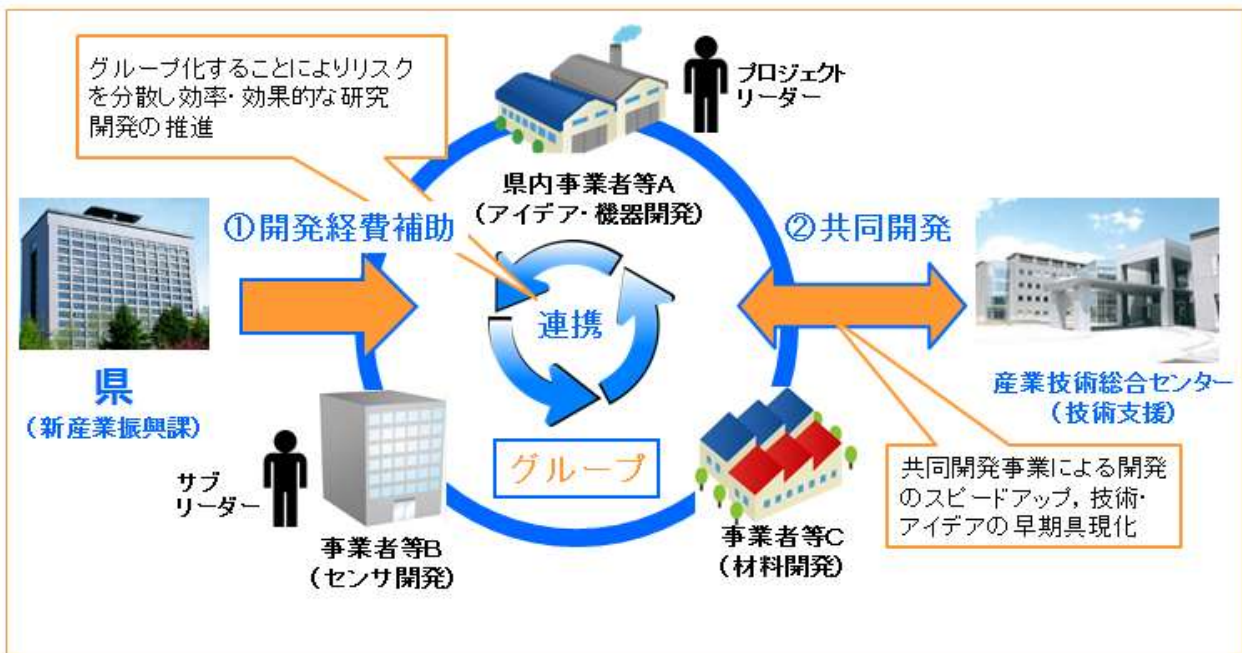 グループ化することによりリスク
を分散し効率・効果的な研究
開発の推進
プロジェクト
リーダー
県内事業者等A
(アイデア・機器開発)
①開発経費補助
②共同開発
連携
県
(新産業振興課)
産業技術総合センター
(技術支援)
グループ
サブ
リーダー
事業者等B
(センサ開発)
事業者等C
(材料開発)
共同開発事業による開発
のスピードアップ,技術・
アイデアの早期具現化